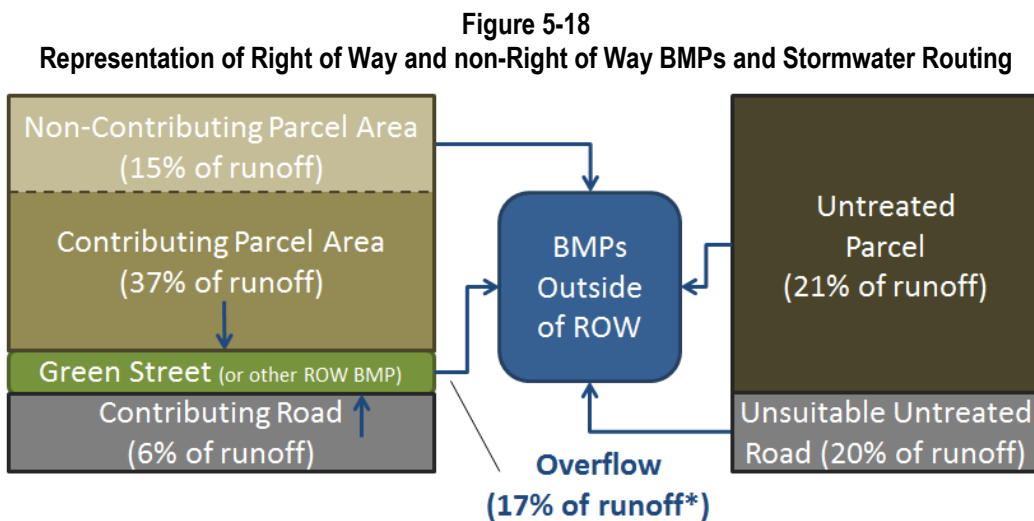 Figure 5-18
Representation of Right of Way and non-Right of Way BMPs and Stormwater Routing
Non-Contributing Parcel Area
(15% of runoff)
Contributing Parcel Area
(37% of runoff)
Green Street (or other ROW BMP)
Contributing Road
(6% of runoff)
BMPs
Outside
of ROW
Overflow
(17% of runoff*)
Untreated
Parcel
(21% of runoff)
Unsuitable Untreated
Road (20% of runoff)